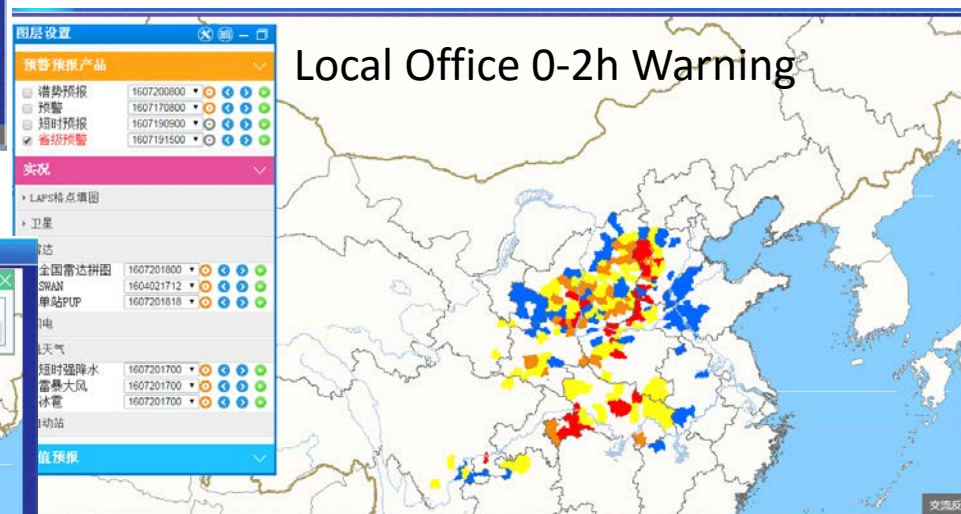 Local Office 0-2h Warning
图层设置
预警预报产品
潜势预报 1607200800
预警 1607170800
短时预报 1607190900
省级预警 1607191500
实况
LAPS格点填图
卫星
达
全国雷达拼图 1607201800
SWAN 1604021712
单站PUP 1607201818
电
天气
短时强降水 1607201700
雷暴大风 1607201700
冰雹 1607201700
动站
值预报
交流反